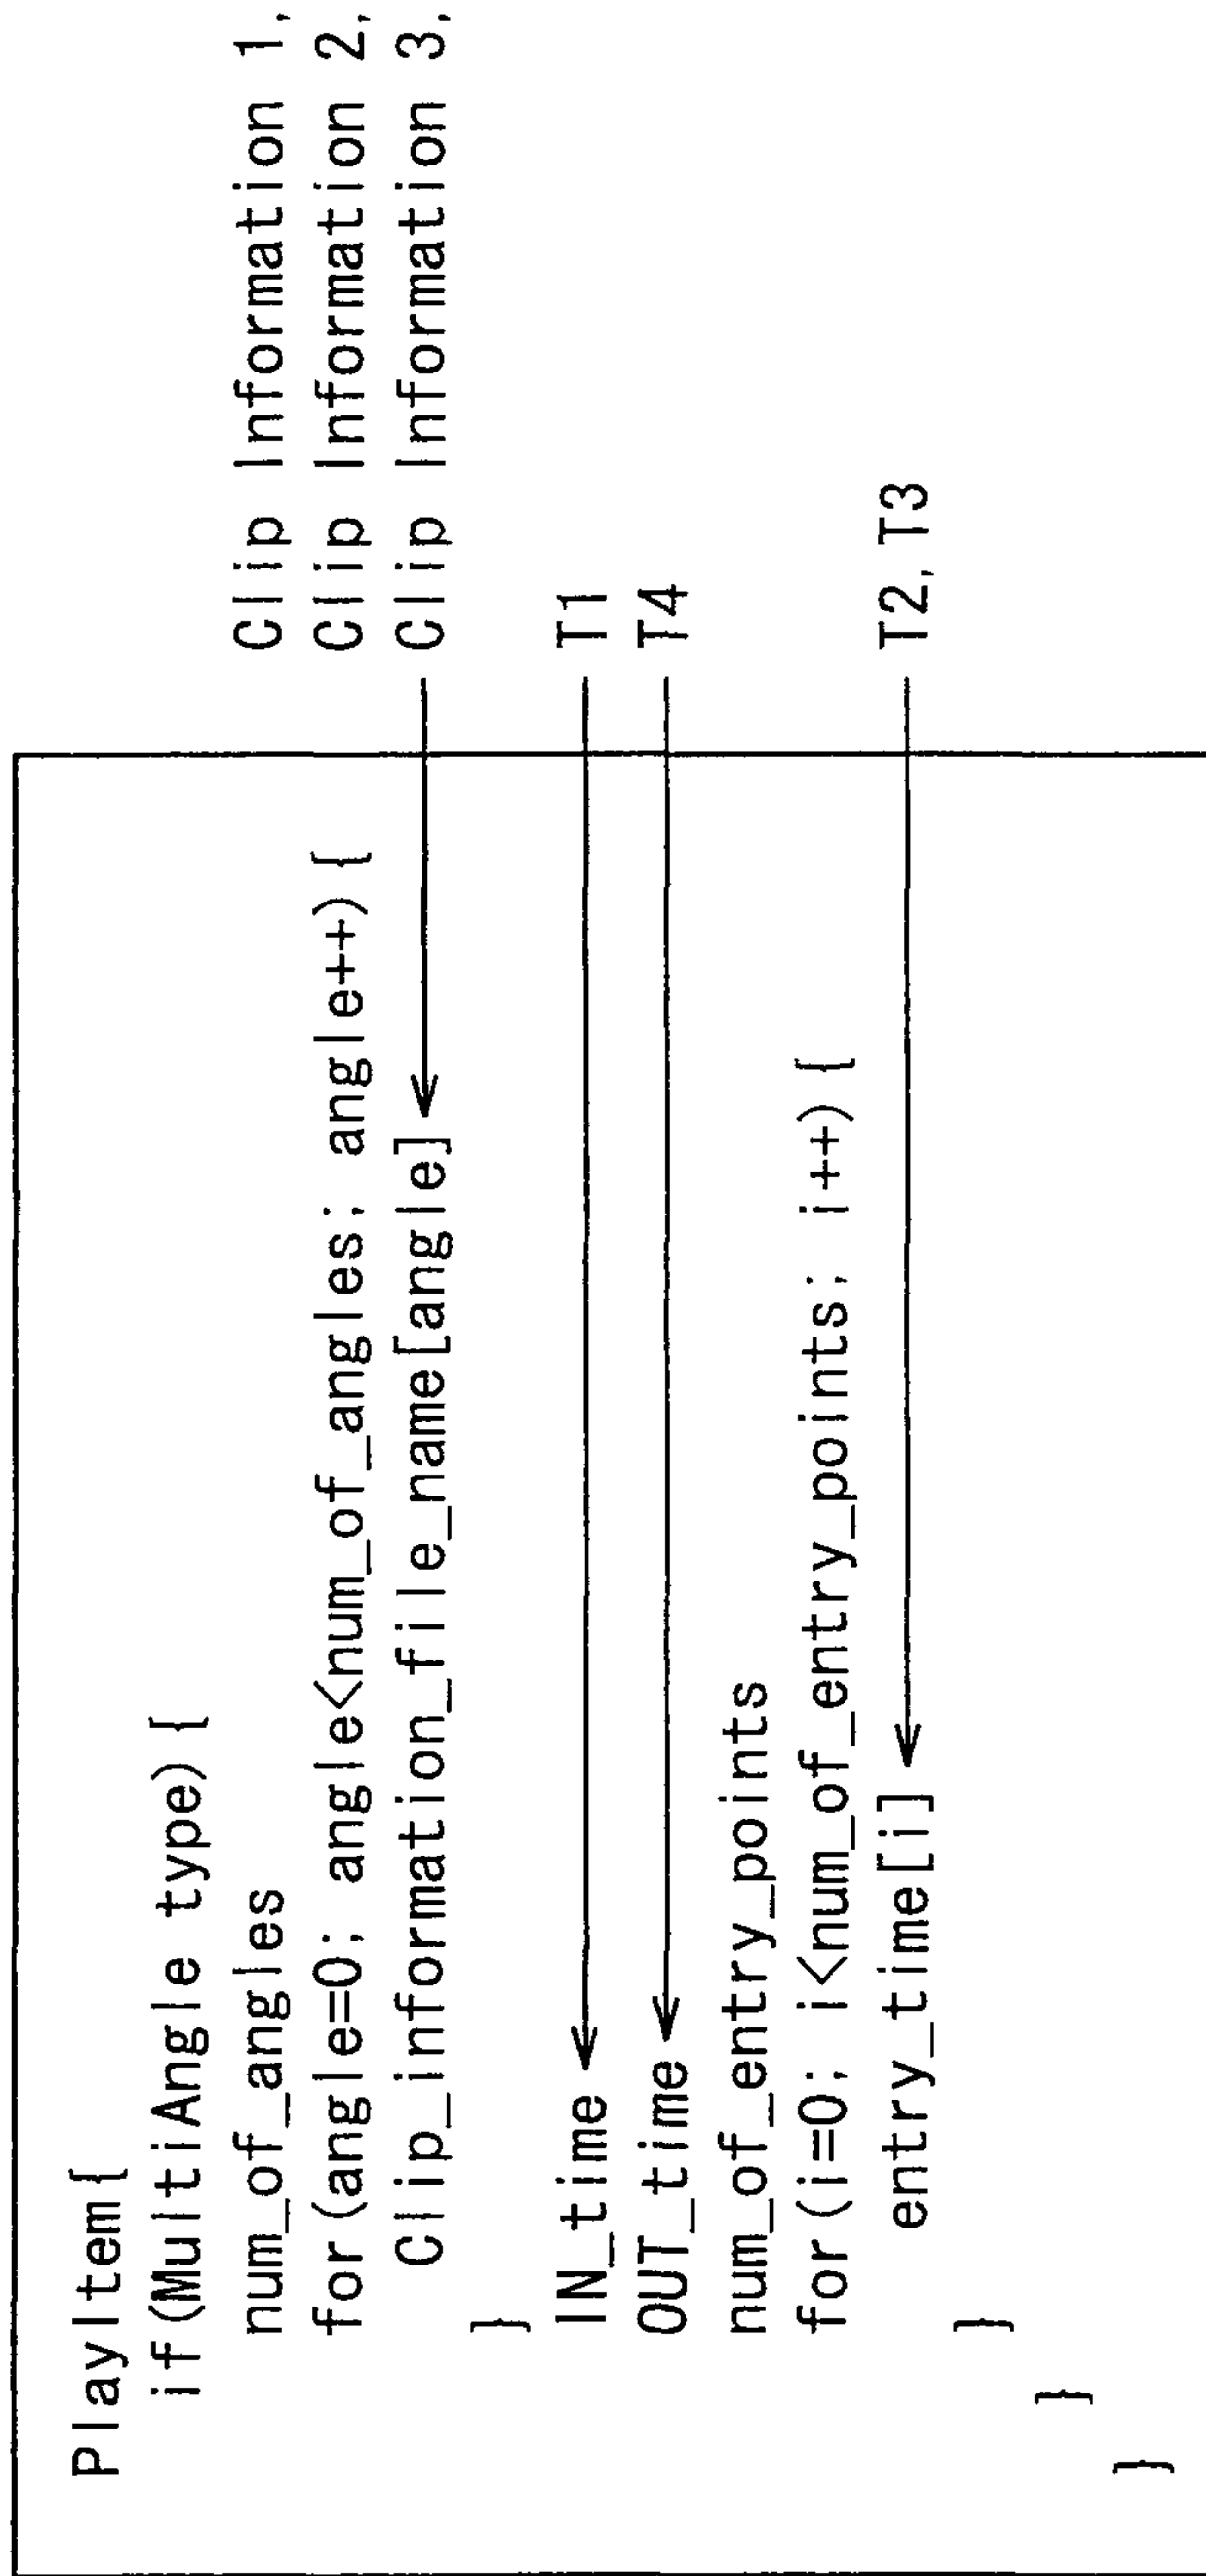 PlayItem{
if(MultiAngle type) {
num_of_angles
for(angle=0; angle<num_of_angles; angle++) {
Clip_information_file_name[angle]
}
IN_time
OUT_time
num_of_entry_points
for(i=0; i<num_of_entry_points; i++) {
entry_time[i]
}
}
}
Clip Information 1,
Clip Information 2,
Clip Information 3,
T1
T4
T2, T3